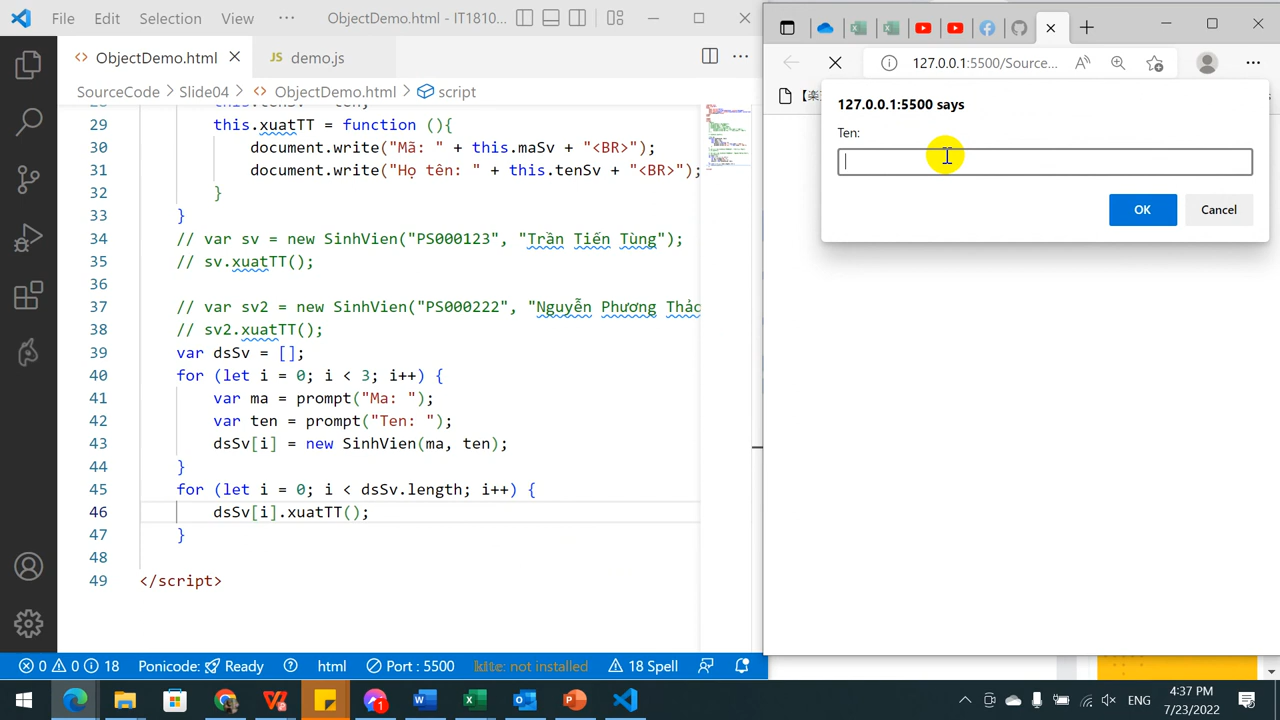 File Edit Selection View ··· ObjectDemo.html - IT1810...
ObjectDemo.html
JS demo.js
SourceCode > Slide04 > ObjectDemo.html > script
29 this.xuatTT = function (){
30 document.write("Mã: " + this.maSv + "<BR>");
31 document.write("Họ tên: " + this.tenSv + "<BR>");
32 }
33 }
34 // var sv = new SinhVien("PS000123", "Trần Tiến Tùng");
35 // sv.xuatTT();
36
37 // var sv2 = new SinhVien("PS000222", "Nguyễn Phương Thảo
38 // sv2.xuatTT();
39 var dsSv = [];
40 for (let i = 0; i < 3; i++) {
41 var ma = prompt("Ma: ");
42 var ten = prompt("Ten: ");
43 dsSv[i] = new SinhVien(ma, ten);
44 }
45 for (let i = 0; i < dsSv.length; i++) {
46 dsSv[i].xuatTT();
47 }
48
49 </script>
0 0 18 Ponicode: Ready html Port : 5500 kite: not installed 18 Spell
127.0.0.1:5500/Source...
127.0.0.1:5500 says
Ten:
OK Cancel
ENG
4:37 PM
7/23/2022